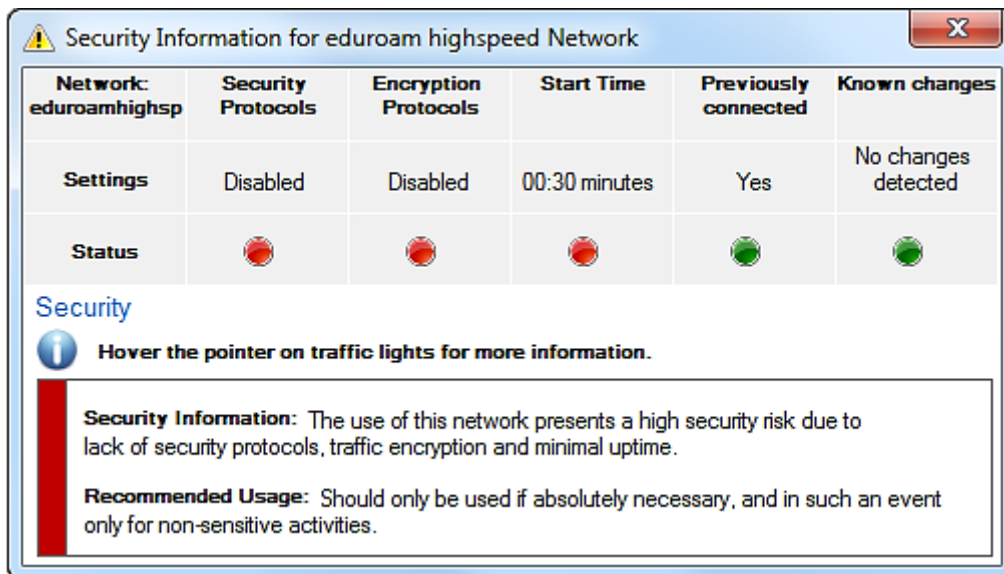 Security Information for eduroam highspeed Network
Network: eduroamhighsp Security Protocols Encryption Protocols Start Time Previously connected Known changes
Settings Disabled Disabled 00:30 minutes Yes No changes detected
Status
Security
Hover the pointer on traffic lights for more information.
Security Information: The use of this network presents a high security risk due to
lack of security protocols, traffic encryption and minimal uptime.
Recommended Usage: Should only be used if absolutely necessary, and in such an event
only for non-sensitive activities.